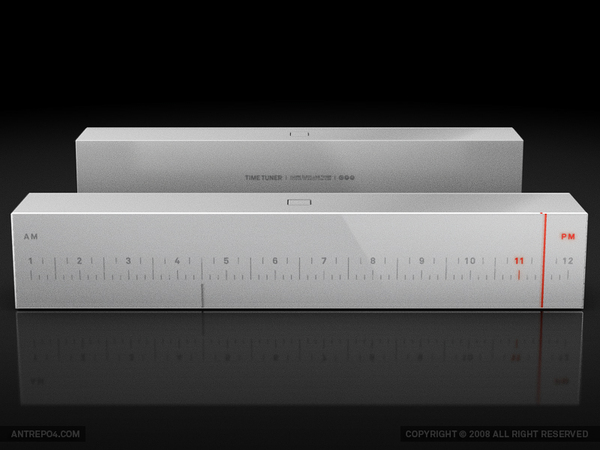 TIME TUNER
AM
PM
1 2 3 4 5 6 7 8 9 10 11 12
ANTREPO4.COM
COPYRIGHT © 2008 ALL RIGHT RESERVED